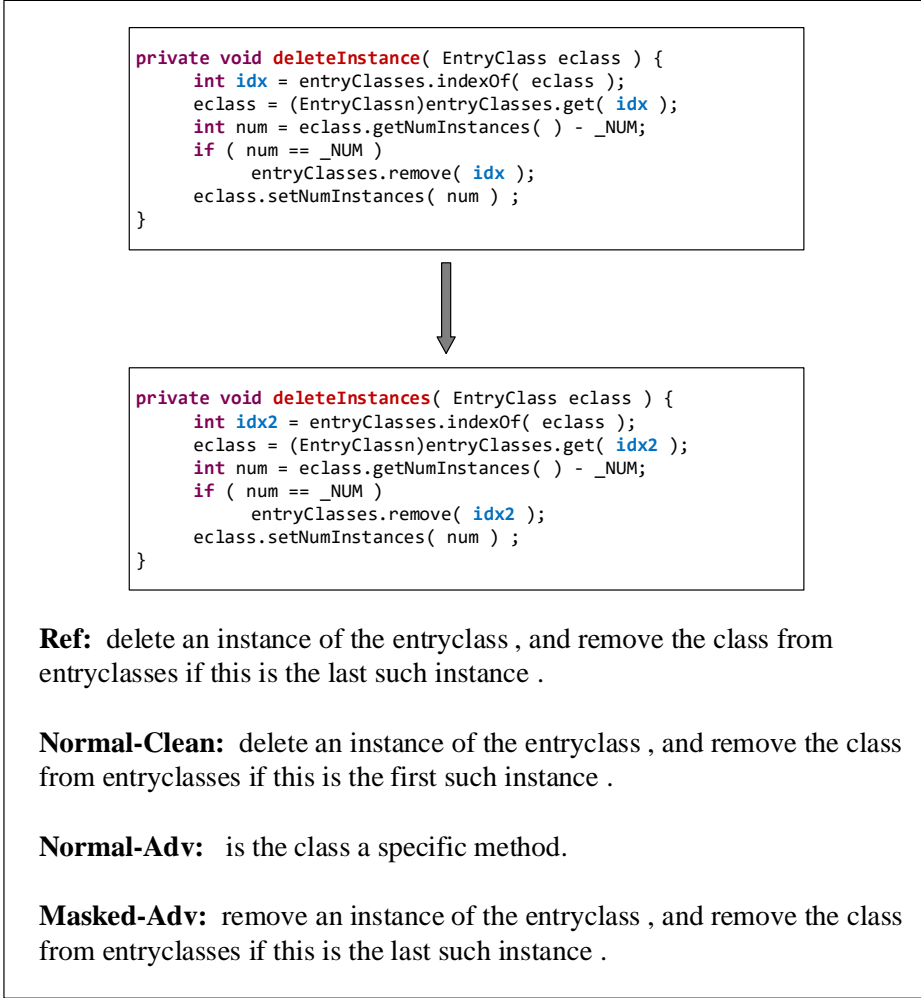 private void deleteInstance( EntryClass eclass ) {
int idx = entryClasses.indexOf( eclass );
eclass = (EntryClassn)entryClasses.get( idx );
int num = eclass.getNumInstances( ) - _NUM;
if ( num == _NUM )
entryClasses.remove( idx );
eclass.setNumInstances( num ) ;
}
private void deleteInstances( EntryClass eclass ) {
int idx2 = entryClasses.indexOf( eclass );
eclass = (EntryClassn)entryClasses.get( idx2 );
int num = eclass.getNumInstances( ) - _NUM;
if ( num == _NUM )
entryClasses.remove( idx2 );
eclass.setNumInstances( num ) ;
}
Ref: delete an instance of the entryclass , and remove the class from
entryclasses if this is the last such instance .
Normal-Clean: delete an instance of the entryclass , and remove the class
from entryclasses if this is the first such instance .
Normal-Adv: is the class a specific method.
Masked-Adv: remove an instance of the entryclass , and remove the class
from entryclasses if this is the last such instance .